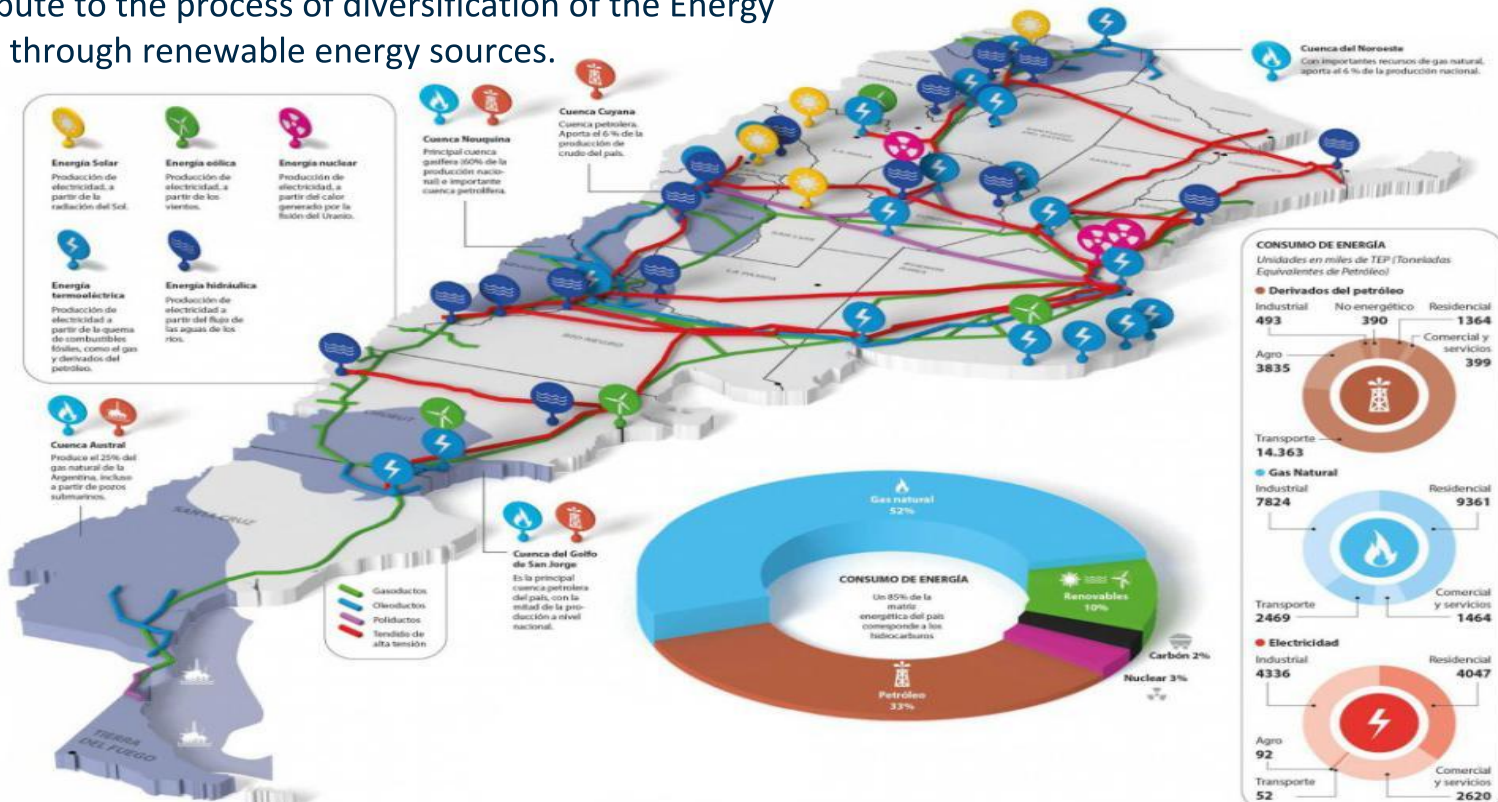 bute to the process of diversification of the Energy
through renewable energy sources.
Energía Solar
Producción de
electricidad, a
partir de la
radiación del Sol.
Energía eólica
Producción de
electricidad, a
partir de los
vientos.
Energía nuclear
Producción de
electricidad, a
partir del calor
generado por la
fisión del Uranio.
Energía
termoeléctrica
Producción de
electricidad a
partir de la quema
de combustibles
fósiles, como el gas
y derivados del
petróleo.
Energía hidráulica
Producción de
electricidad a
partir del flujo de
las aguas de los
ríos.
Cuenca Neuquina
Principal cuenca
gasífera (60% de la
producción nacio-
nal) e importante
cuenca petrolífera.
Cuenca Cuyana
Cuenca petrolera.
Aporta el 6 % de la
producción de
crudo del país.
Cuenca del Noroeste
Con importantes recursos de gas natural,
aporta el 6 % de la producción nacional.
LA RIOJA
SAN LUIS
LA PAMPA
BUENOS
AIRES
RIO NEGRO
CHUBUT
SANTA CRUZ
TIERRA
DEL FUEGO
Cuenca Austral
Produce el 25% del
gas natural de la
Argentina, incluso
a partir de pozos
submarinos.
Cuenca del Golfo
de San Jorge
Es la principal
cuenca petrolera
del país, con la
mitad de la pro-
ducción a nivel
nacional.
Gasoductos
Oleoductos
Poliductos
Tendido de
alta tensión
Gas natural
52%
CONSUMO DE ENERGÍA
Un 85% de la
matriz
energética del país
corresponde a los
hidrocarburos
Renovables
10%
Carbón 2%
Nuclear 3%
Petróleo
33%
CONSUMO DE ENERGÍA
Unidades en miles de TEP (Toneladas
Equivalentes de Petróleo)
Derivados del petróleo
Industrial No energético Residencial
493 390 1364
Comercial y
servicios
399
Agro
3835
Transporte
14.363
Gas Natural
Industrial Residencial
7824 9361
Transporte
2469
Comercial
y servicios
1464
Electricidad
Industrial Residencial
4336 4047
Agro
92
Transporte
52
Comercial
y servicios
2620